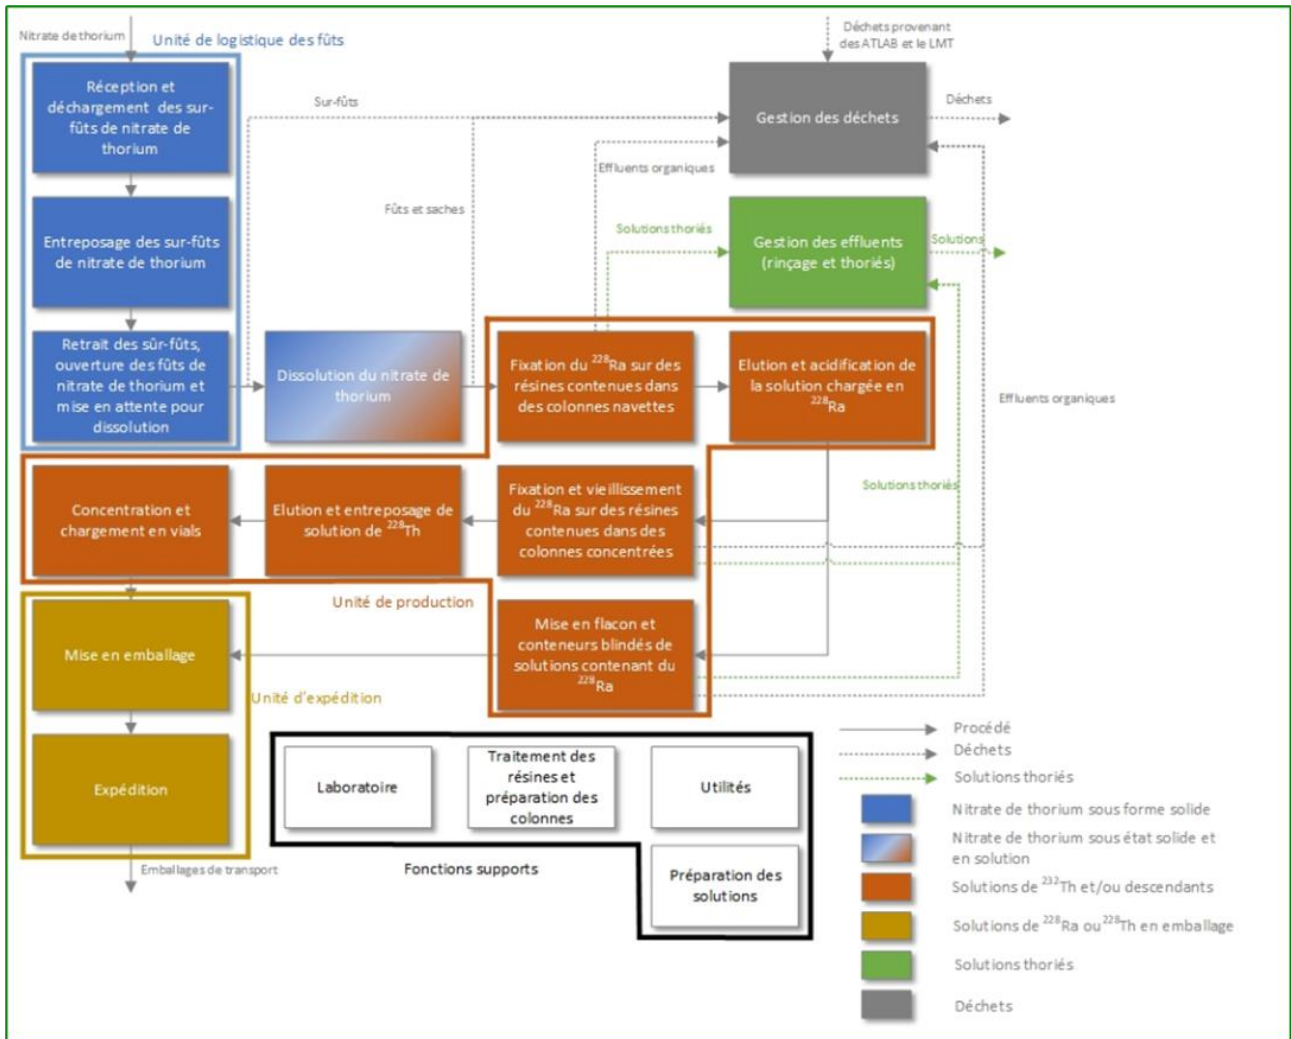 Nitrate de thorium
Unité de logistique des fûts
Déchets provenant
des ATLAB et le LMT
Réception et
déchargement des sur-
fûts de nitrate de
thorium
Sur-fûts
Gestion des déchets
Déchets
Effluents organiques
Entreposage des sur-fûts
de nitrate de thorium
Fûts et saches
Solutions thoriés
Gestion des effluents
(rinçage et thoriés)
Solutions
Retrait des sûr-fûts,
ouverture des fûts de
nitrate de thorium et
mise en attente pour
dissolution
Dissolution du nitrate de
thorium
Fixation du ²²⁸Ra sur des
résines contenues dans
des colonnes navettes
Elution et acidification de
la solution chargée en
²²⁸Ra
Effluents organiques
Concentration et
chargement en vials
Elution et entreposage de
solution de ²²⁸Th
Fixation et vieillissement
du ²²⁸Ra sur des résines
contenues dans des
colonnes concentrées
Solutions thoriés
Unité de production
Mise en emballage
Mise en flacon et
conteneurs blindés de
solutions contenant du
²²⁸Ra
Unité d'expédition
Expédition
Emballages de transport
Laboratoire
Traitement des
résines et
préparation des
colonnes
Utilités
Fonctions supports
Préparation des
solutions
Procédé
Déchets
Solutions thoriés
Nitrate de thorium sous forme solide
Nitrate de thorium sous état solide et
en solution
Solutions de ²³²Th et/ou descendants
Solutions de ²²⁸Ra ou ²²⁸Th en emballage
Solutions thoriés
Déchets